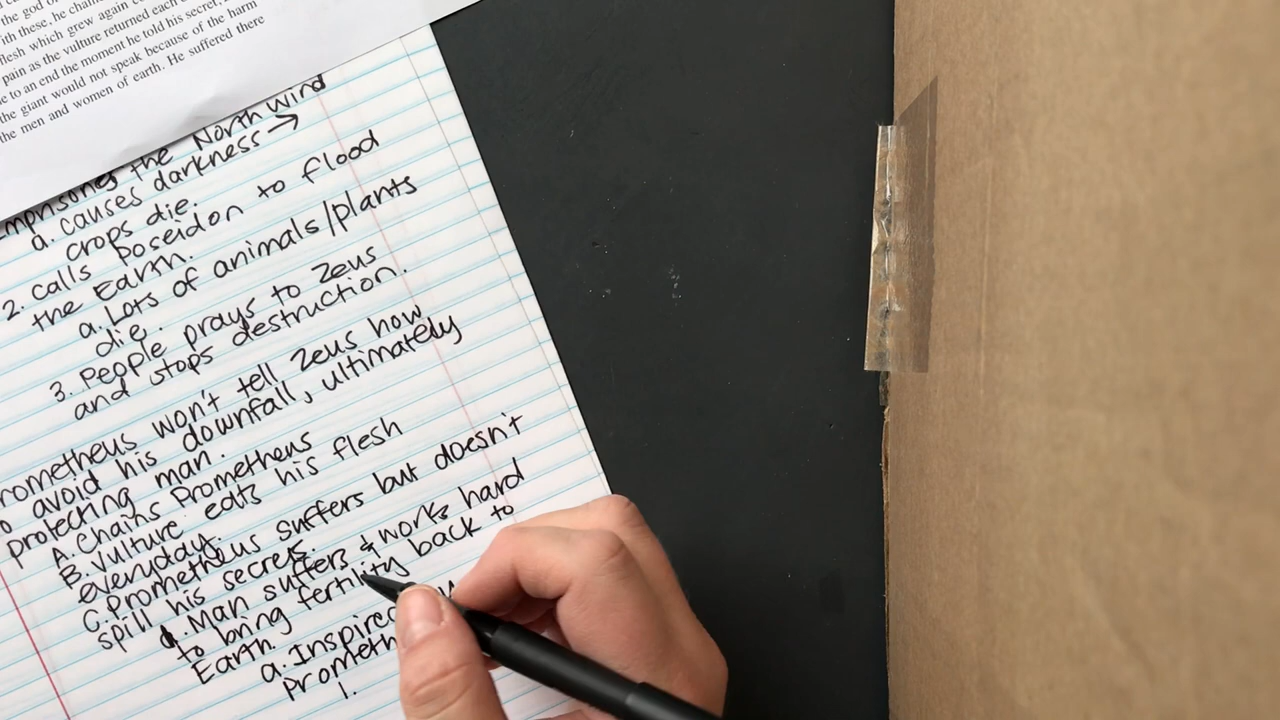 the god of
ith these, he chai
flesh which grew again e
pain as the vulture returned each
e to an end the moment he told his secret,
the giant would not speak because of the harm
the men and women of earth. He suffered there
mprisons the North Wind
a. causes darkness →
crops die.
2. calls Poseidon to flood
the Earth.
a. Lots of animals/plants
die.
3. People prays to Zeus
and stops destruction.
rometheus won't tell Zeus how
o avoid his downfall, ultimately
protecting man.
A. Chains Prometheus
B. Vulture eats his flesh
everyday.
C. Prometheus suffers but doesn't
spill his secrets.
1. Man suffers & works hard
to bring fertility back to
Earth.
a. Inspired
prometh
1.